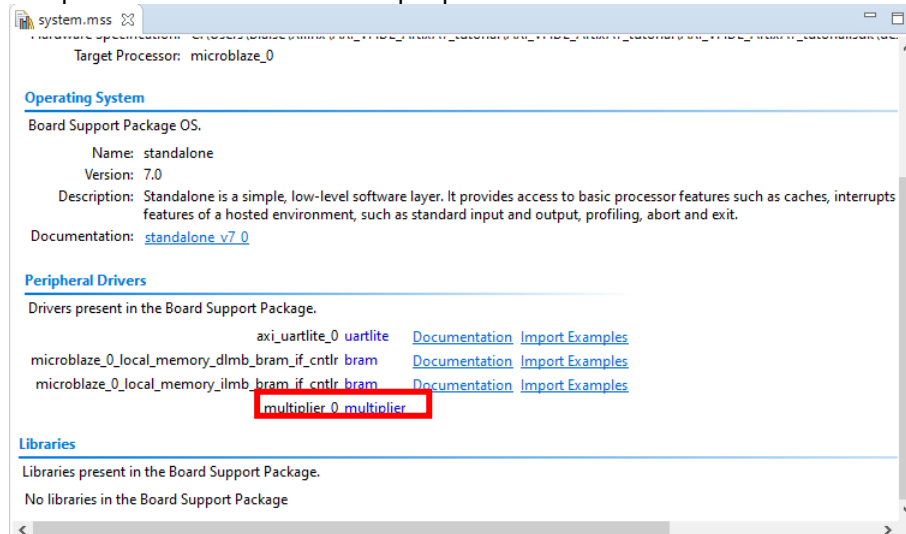 system.mss
Target Processor: microblaze_0
Operating System
Board Support Package OS.
Name: standalone
Version: 7.0
Description: Standalone is a simple, low-level software layer. It provides access to basic processor features such as caches, interrupts
features of a hosted environment, such as standard input and output, profiling, abort and exit.
Documentation: standalone_v7_0
Peripheral Drivers
Drivers present in the Board Support Package.
axi_uartlite_0 uartlite Documentation Import Examples
microblaze_0_local_memory_dlmb_bram_if_cntlr bram Documentation Import Examples
microblaze_0_local_memory_ilmb_bram_if_cntlr bram Documentation Import Examples
multiplier_0 multiplier
Libraries
Libraries present in the Board Support Package.
No libraries in the Board Support Package